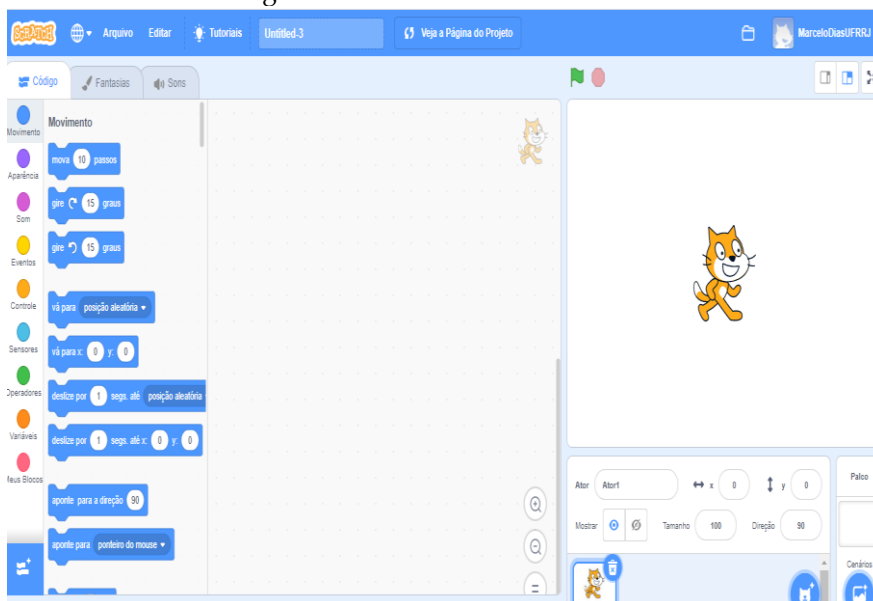 SCRATCH Arquivo Editar Tutoriais Untitled-3 Veja a Página do Projeto MarceloDiasUFRRJ
Código Fantasias Sons
Movimento
Aparência
Som
Eventos
Controle
Sensores
Operadores
Variáveis
Meus Blocos
Movimento
mova 10 passos
gire 15 graus
gire 15 graus
vá para posição aleatória
vá para x: 0 y: 0
deslize por 1 segs. até posição aleatória
deslize por 1 segs. até x: 0 y: 0
aponte para a direção 90
aponte para ponteiro do mouse
Ator Ator1 x 0 y 0
Mostrar Tamanho 100 Direção 90
Palco
Cenários